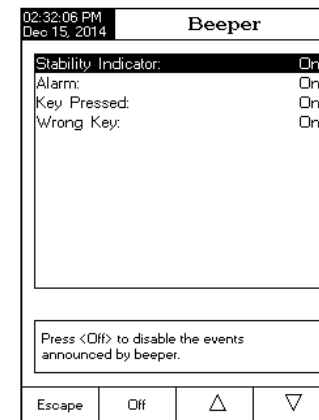 02:32:06 PM
Dec 15, 2014
Beeper
Stability Indicator: On
Alarm: On
Key Pressed: On
Wrong Key: On
Press <Off> to disable the events
announced by beeper.
Escape Off △ ▽